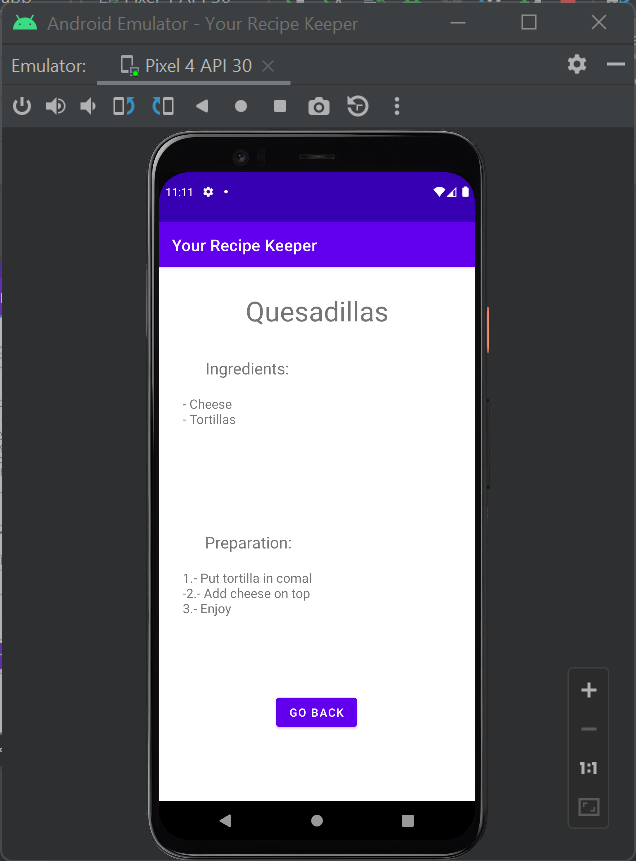 Android Emulator - Your Recipe Keeper
Emulator:
Pixel 4 API 30
11:11
Your Recipe Keeper
Quesadillas
Ingredients:
- Cheese
- Tortillas
Preparation:
1.- Put tortilla in comal
-2.- Add cheese on top
3.- Enjoy
GO BACK
1:1